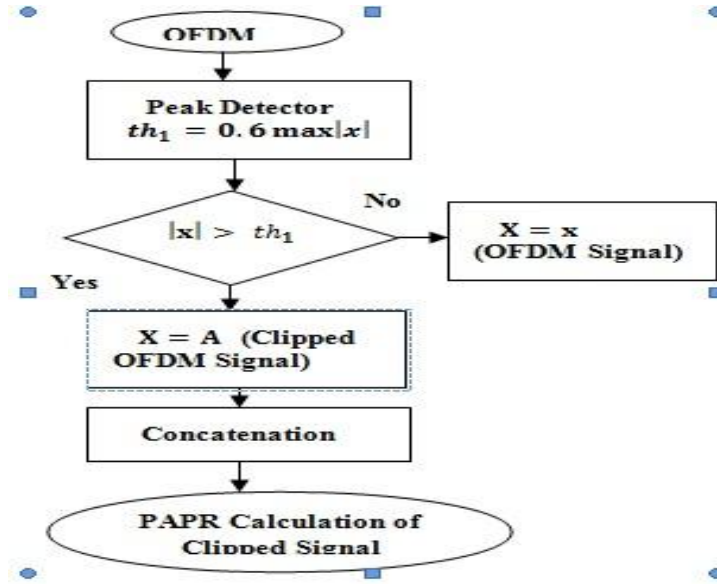 OFDM
Peak Detector
th₁ = 0.6 max|x|
No
|x| > th₁
X = x
(OFDM Signal)
Yes
X = A (Clipped
OFDM Signal)
Concatenation
PAPR Calculation of
Clipped Signal